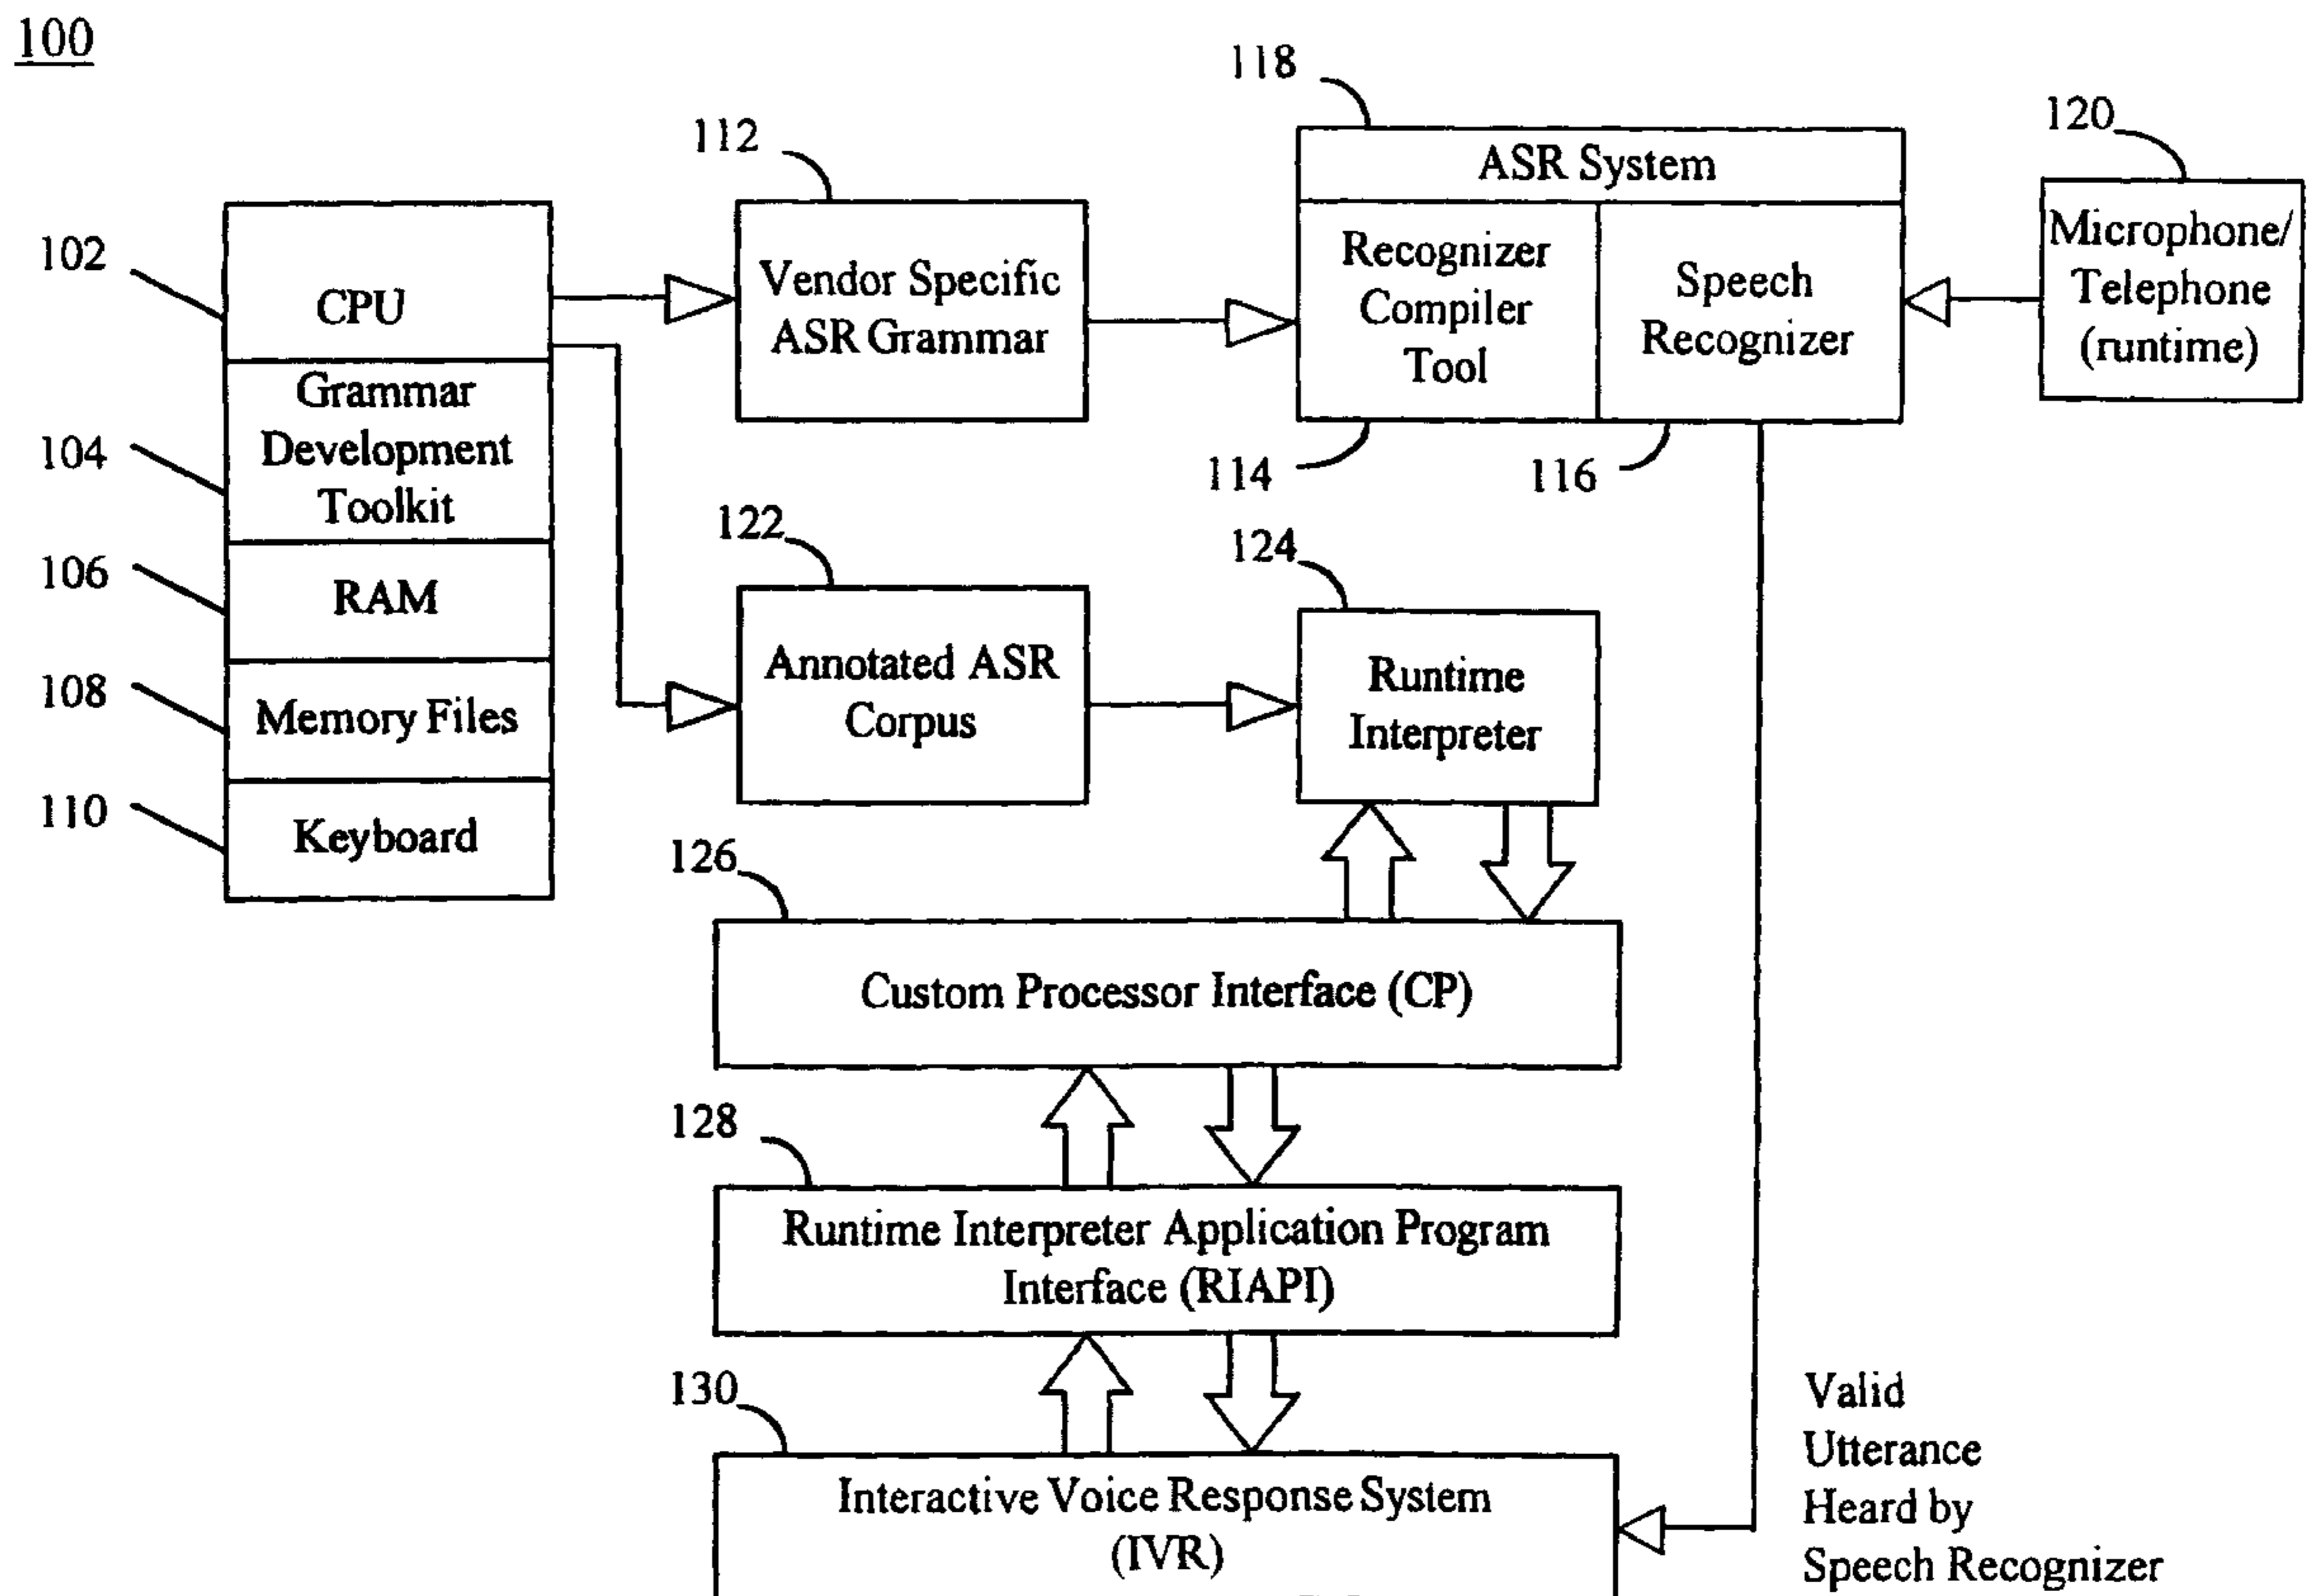 100
118
112
120
ASR System
102
CPU
Vendor Specific
ASR Grammar
Recognizer
Compiler
Tool
Speech
Recognizer
Microphone/
Telephone
(runtime)
104
Grammar
Development
Toolkit
114
116
106
RAM
122
124
108
Memory Files
Annotated ASR
Corpus
Runtime
Interpreter
110
Keyboard
126
Custom Processor Interface (CP)
128
Runtime Interpreter Application Program
Interface (RIAPI)
130
Interactive Voice Response System
(IVR)
Valid
Utterance
Heard by
Speech Recognizer